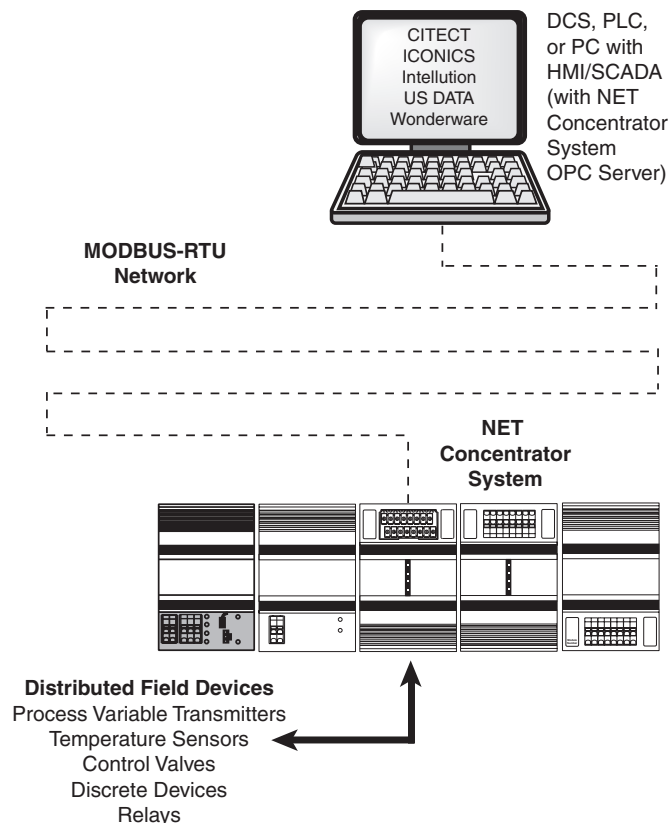 CITECT
ICONICS
Intellution
US DATA
Wonderware
DCS, PLC,
or PC with
HMI/SCADA
(with NET
Concentrator
System
OPC Server)
MODBUS-RTU
Network
NET
Concentrator
System
Distributed Field Devices
Process Variable Transmitters
Temperature Sensors
Control Valves
Discrete Devices
Relays